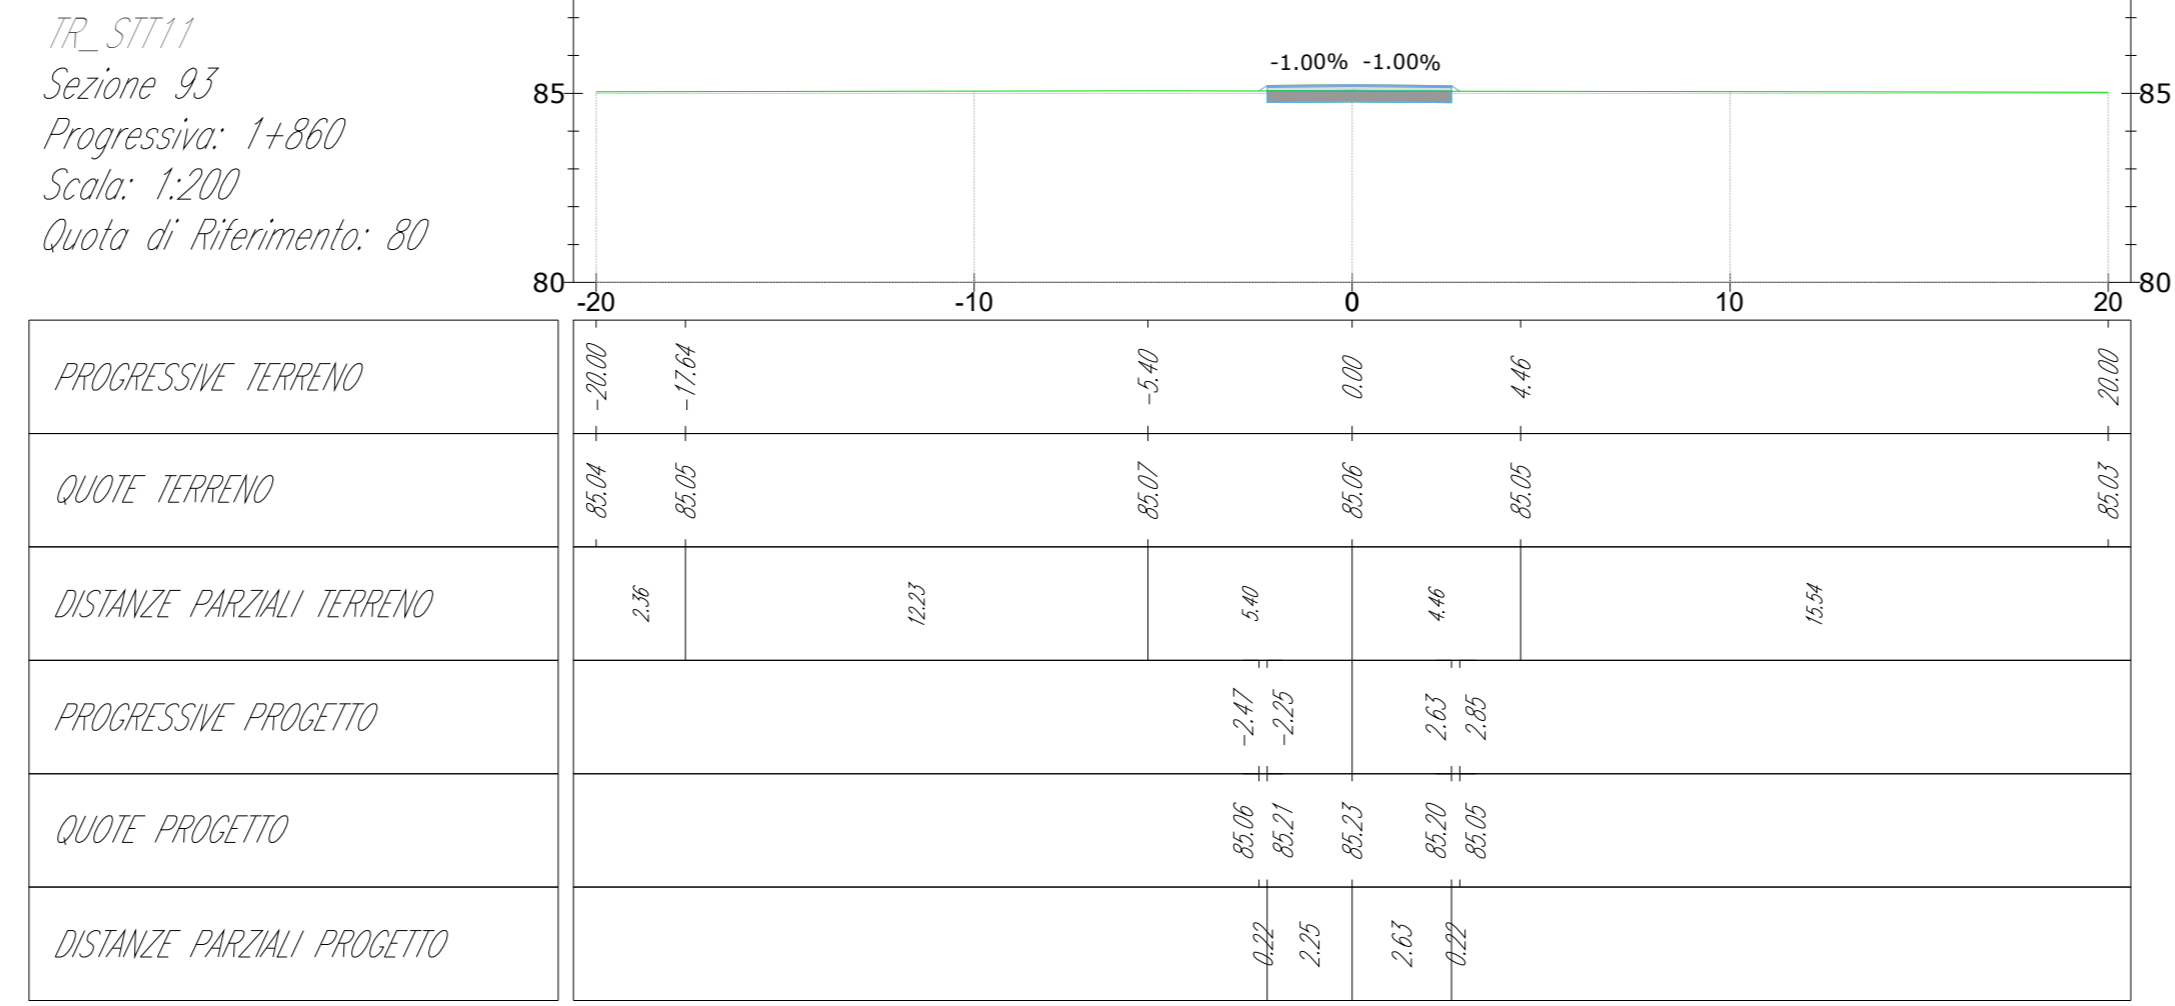 TR_STT11
Sezione 93
Progressiva: 1+860
Scala: 1:200
Quota di Riferimento: 80
-1.00% -1.00%
85 85
80 80
-20 -10 0 10 20
PROGRESSIVE TERRENO -20.00 -17.64 -5.40 0.00 4.46 20.00
QUOTE TERRENO 85.04 85.05 85.07 85.06 85.05 85.03
DISTANZE PARZIALI TERRENO 2.36 12.23 5.40 4.46 15.54
PROGRESSIVE PROGETTO -2.47 -2.25 2.63 2.85
QUOTE PROGETTO 85.06 85.21 85.23 85.20 85.05
DISTANZE PARZIALI PROGETTO 0.22 2.25 2.63 0.22